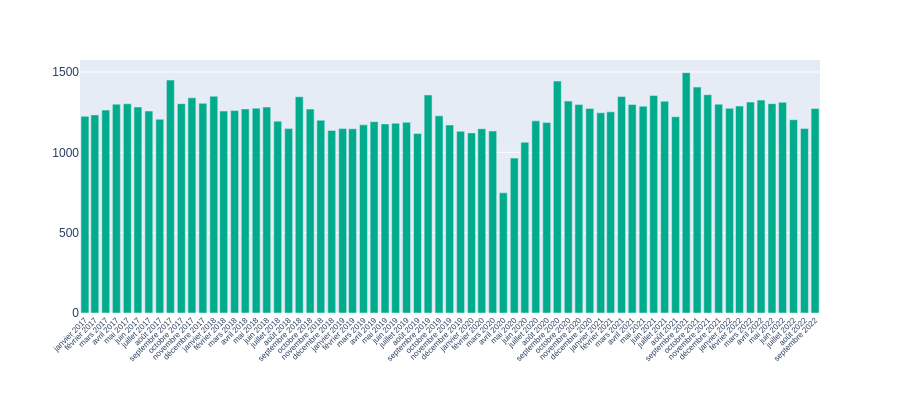 1500
1000
500
0
janvier 2017
février 2017
mars 2017
avril 2017
mai 2017
juin 2017
juillet 2017
août 2017
septembre 2017
octobre 2017
novembre 2017
décembre 2017
janvier 2018
février 2018
mars 2018
avril 2018
mai 2018
juin 2018
juillet 2018
août 2018
septembre 2018
octobre 2018
novembre 2018
décembre 2018
janvier 2019
février 2019
mars 2019
avril 2019
mai 2019
juin 2019
juillet 2019
août 2019
septembre 2019
octobre 2019
novembre 2019
décembre 2019
janvier 2020
février 2020
mars 2020
avril 2020
mai 2020
juin 2020
juillet 2020
août 2020
septembre 2020
octobre 2020
novembre 2020
décembre 2020
janvier 2021
février 2021
mars 2021
avril 2021
mai 2021
juin 2021
juillet 2021
août 2021
septembre 2021
octobre 2021
novembre 2021
décembre 2021
janvier 2022
février 2022
mars 2022
avril 2022
mai 2022
juin 2022
juillet 2022
août 2022
septembre 2022